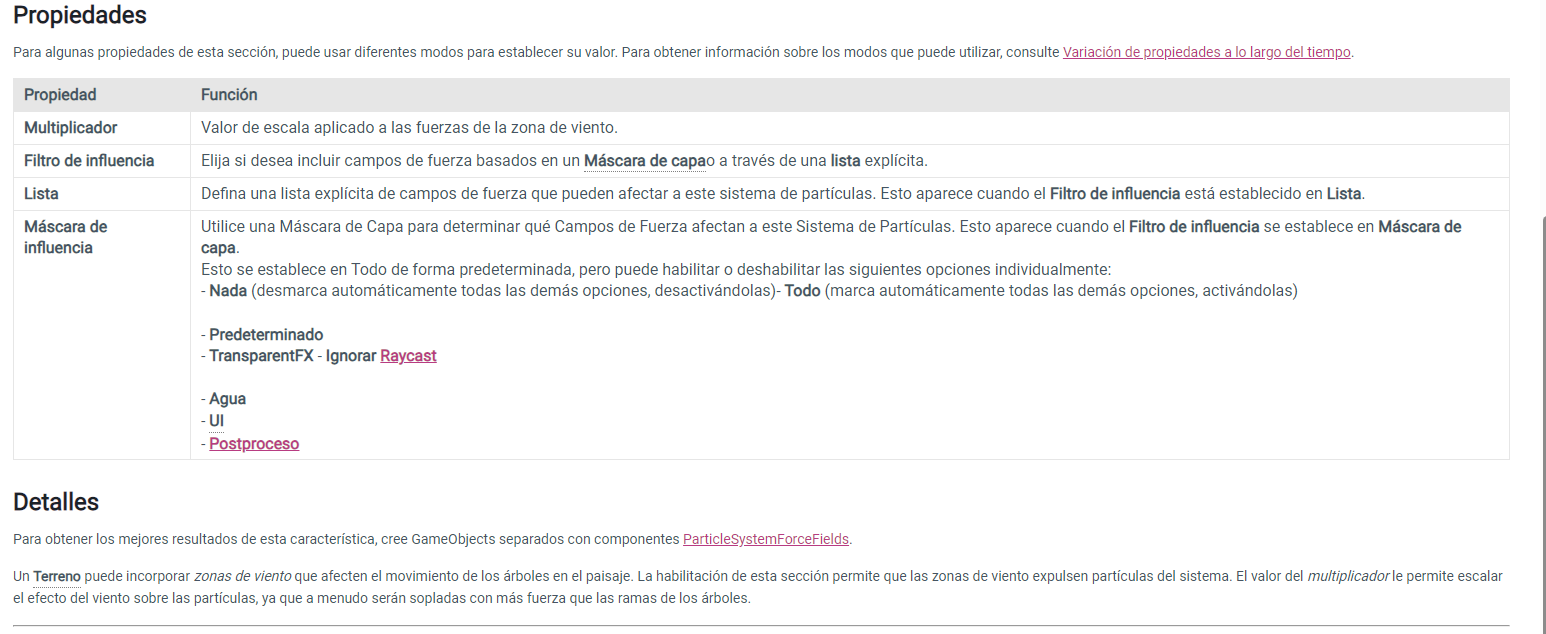 Propiedades
Para algunas propiedades de esta sección, puede usar diferentes modos para establecer su valor. Para obtener información sobre los modos que puede utilizar, consulte Variación de propiedades a lo largo del tiempo.
Propiedad Función
Multiplicador Valor de escala aplicado a las fuerzas de la zona de viento.
Filtro de influencia Elija si desea incluir campos de fuerza basados en un Máscara de capao a través de una lista explícita.
Lista Defina una lista explícita de campos de fuerza que pueden afectar a este sistema de partículas. Esto aparece cuando el Filtro de influencia está establecido en Lista.
Máscara de
influencia
Utilice una Máscara de Capa para determinar qué Campos de Fuerza afectan a este Sistema de Partículas. Esto aparece cuando el Filtro de influencia se establece en Máscara de
capa.
Esto se establece en Todo de forma predeterminada, pero puede habilitar o deshabilitar las siguientes opciones individualmente:
- Nada (desmarca automáticamente todas las demás opciones, desactivándolas)- Todo (marca automáticamente todas las demás opciones, activándolas)
- Predeterminado
- TransparentFX - Ignorar Raycast
- Agua
- UI
- Postproceso
Detalles
Para obtener los mejores resultados de esta característica, cree GameObjects separados con componentes ParticleSystemForceFields.
Un Terreno puede incorporar zonas de viento que afecten el movimiento de los árboles en el paisaje. La habilitación de esta sección permite que las zonas de viento expulsen partículas del sistema. El valor del multiplicador le permite escalar
el efecto del viento sobre las partículas, ya que a menudo serán sopladas con más fuerza que las ramas de los árboles.